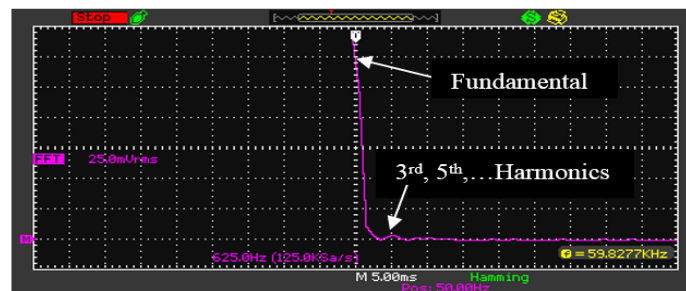 Stop
Fundamental
FFT 25.0mVrms
3rd, 5th,...Harmonics
M
625.0Hz (125.0KSa/s)
= 59.8277KHz
M 5.00ms Hamming
Pos: 50.00Hz